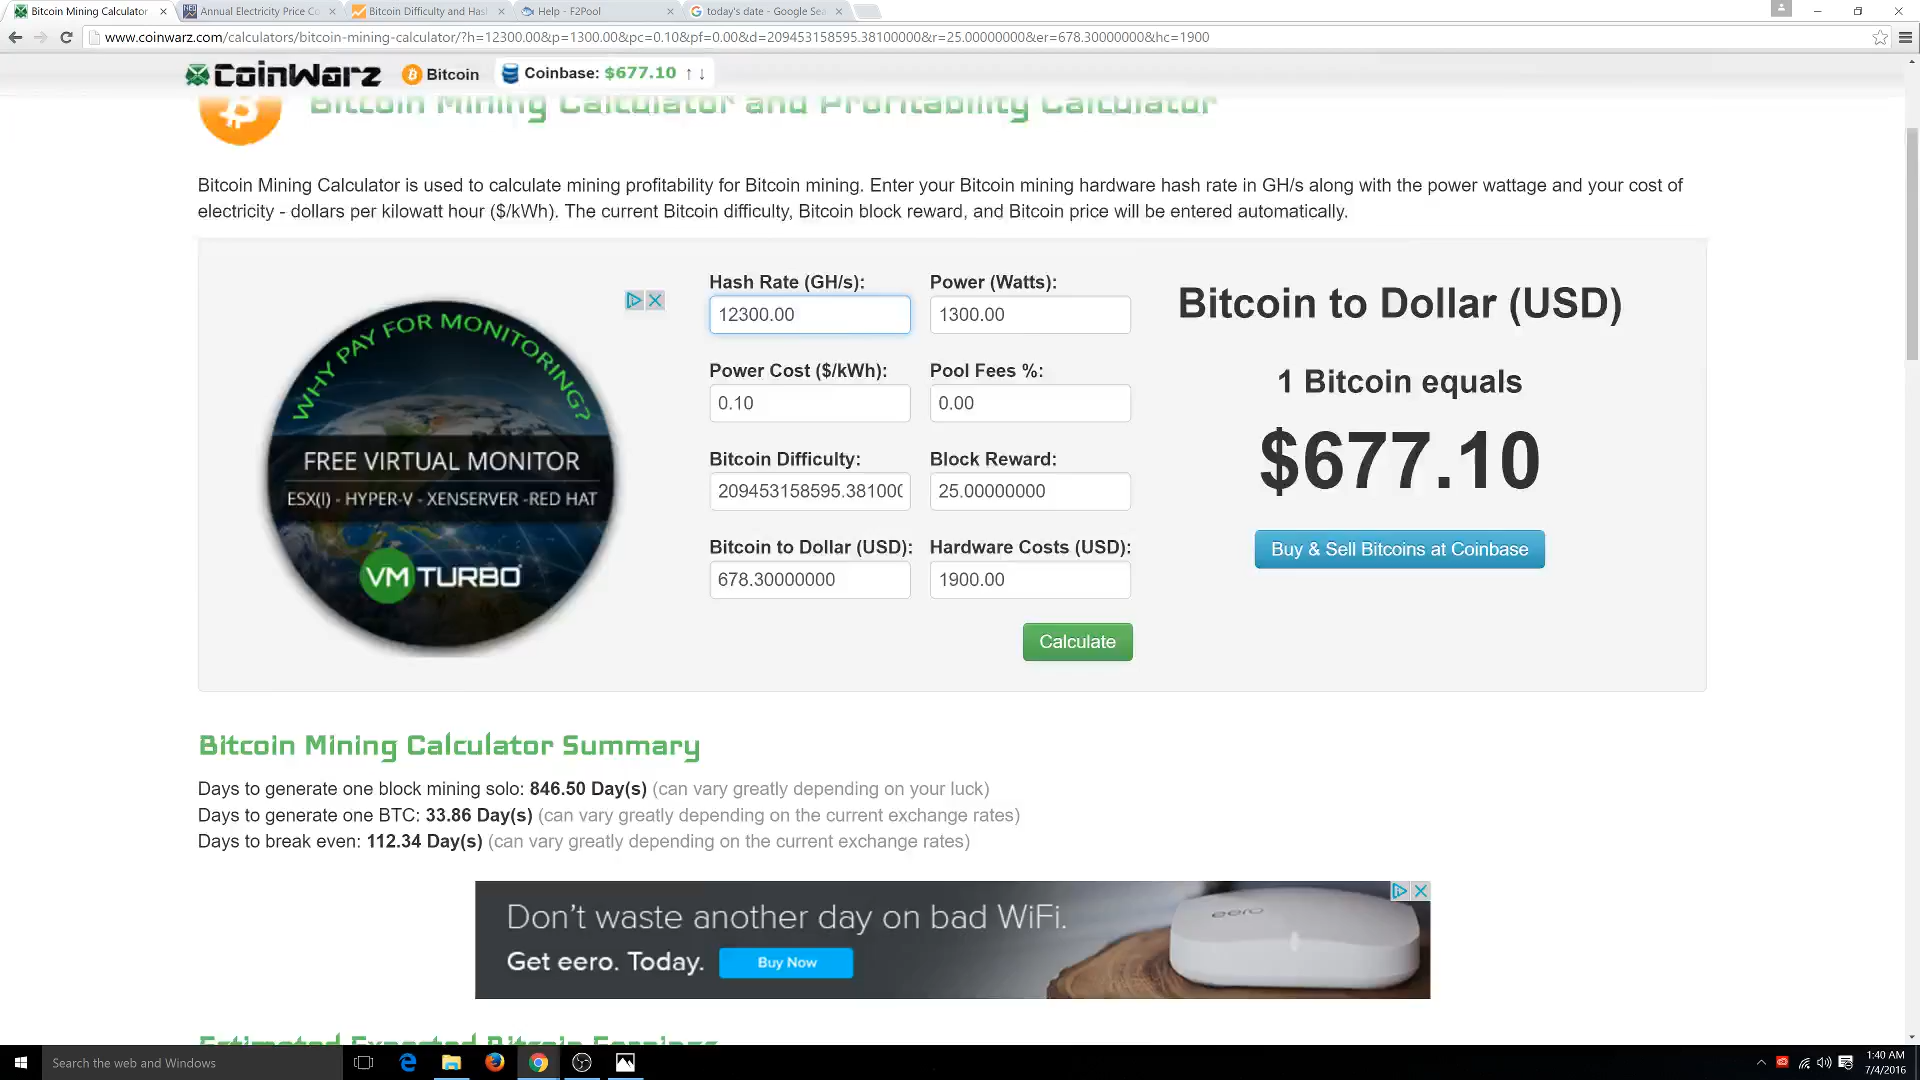 Bitcoin Mining Calculator
Annual Electricity Price Co
Bitcoin Difficulty and Hash
Help - F2Pool
today's date - Google Sea
www.coinwarz.com/calculators/bitcoin-mining-calculator/?h=12300.00&p=1300.00&pc=0.10&pf=0.00&d=209453158595.38100000&r=25.00000000&er=678.30000000&hc=1900
CoinWarz
Bitcoin
Coinbase: $677.10 ↑ ↓
Bitcoin Mining Calculator and Profitability Calculator
Bitcoin Mining Calculator is used to calculate mining profitability for Bitcoin mining. Enter your Bitcoin mining hardware hash rate in GH/s along with the power wattage and your cost of
electricity - dollars per kilowatt hour ($/kWh). The current Bitcoin difficulty, Bitcoin block reward, and Bitcoin price will be entered automatically.
WHY PAY FOR MONITORING?
FREE VIRTUAL MONITOR
ESX(I) - HYPER-V - XENSERVER -RED HAT
VMTURBO
Hash Rate (GH/s): Power (Watts):
12300.00 1300.00
Power Cost ($/kWh): Pool Fees %:
0.10 0.00
Bitcoin Difficulty: Block Reward:
209453158595.38100( 25.00000000
Bitcoin to Dollar (USD): Hardware Costs (USD):
678.30000000 1900.00
Calculate
Bitcoin to Dollar (USD)
1 Bitcoin equals
$677.10
Buy & Sell Bitcoins at Coinbase
Bitcoin Mining Calculator Summary
Days to generate one block mining solo: 846.50 Day(s) (can vary greatly depending on your luck)
Days to generate one BTC: 33.86 Day(s) (can vary greatly depending on the current exchange rates)
Days to break even: 112.34 Day(s) (can vary greatly depending on the current exchange rates)
Don't waste another day on bad WiFi.
Get eero. Today. Buy Now
eero
Estimated Expected Bitcoin Earnings
Search the web and Windows
1:40 AM
7/4/2016